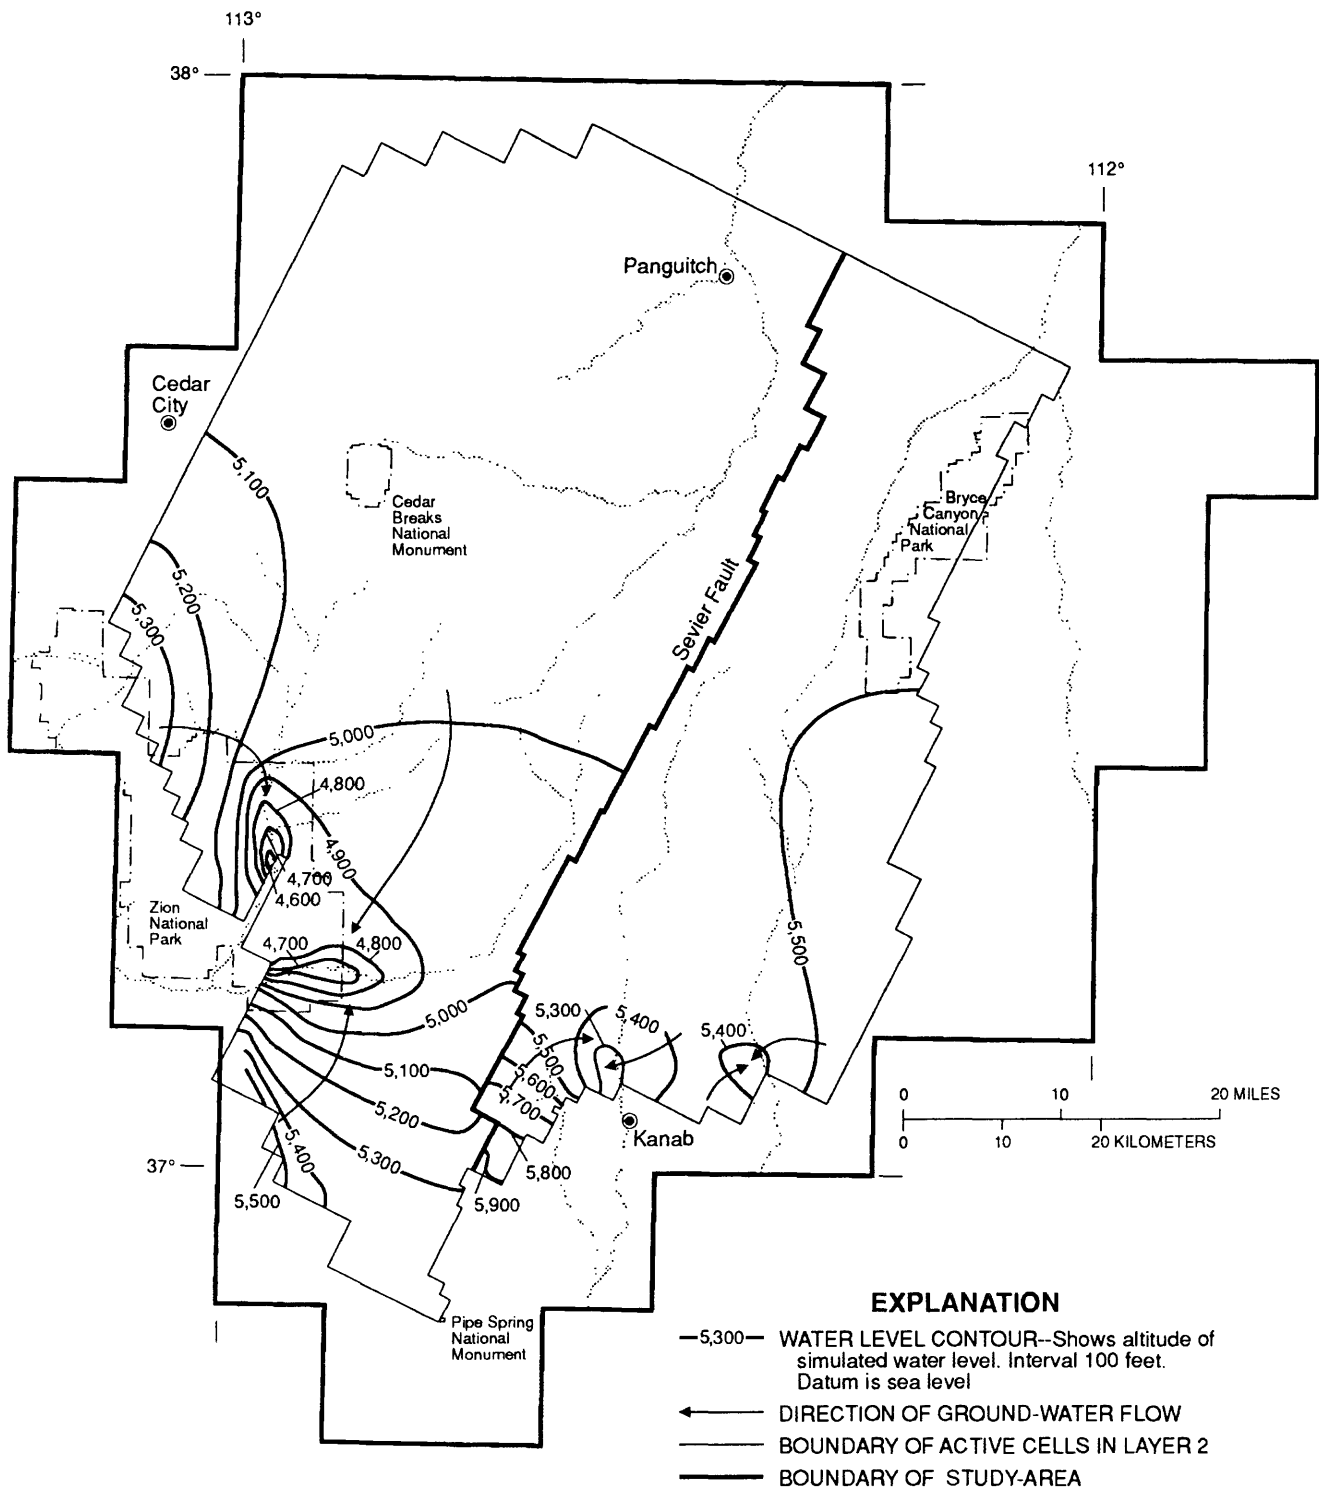 113°
38°
112°
Panguitch
Cedar
City
5,100
Cedar
Breaks
National
Monument
Bryce
Canyon
National
Park
5,200
5,300
Sevier Fault
5,000
4,800
4,900
4,700
4,600
Zion
National
Park
4,700
4,800
5,500
5,000
5,300
5,400
5,400
5,500
5,100
5,600
5,700
5,200
Kanab
5,300
5,400
5,800
5,900
5,500
37°
0 10 20 MILES
0 10 20 KILOMETERS
Pipe Spring
National
Monument
EXPLANATION
5,300 WATER LEVEL CONTOUR--Shows altitude of
simulated water level. Interval 100 feet.
Datum is sea level
DIRECTION OF GROUND-WATER FLOW
BOUNDARY OF ACTIVE CELLS IN LAYER 2
BOUNDARY OF STUDY-AREA